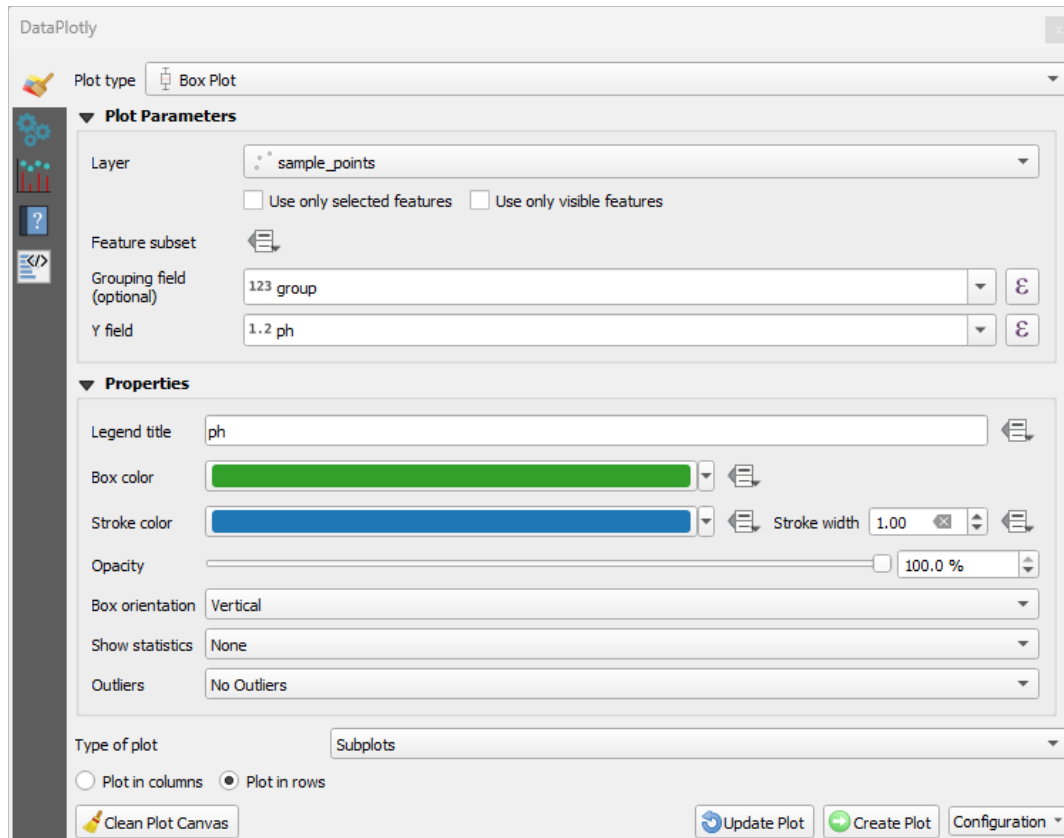 DataPlotly
Plot type Box Plot
Plot Parameters
Layer sample_points
Use only selected features Use only visible features
Feature subset
Grouping field
(optional) 123 group ε
Y field 1.2 ph ε
Properties
Legend title ph
Box color
Stroke color Stroke width 1.00
Opacity 100.0 %
Box orientation Vertical
Show statistics None
Outliers No Outliers
Type of plot Subplots
Plot in columns Plot in rows
Clean Plot Canvas Update Plot Create Plot Configuration